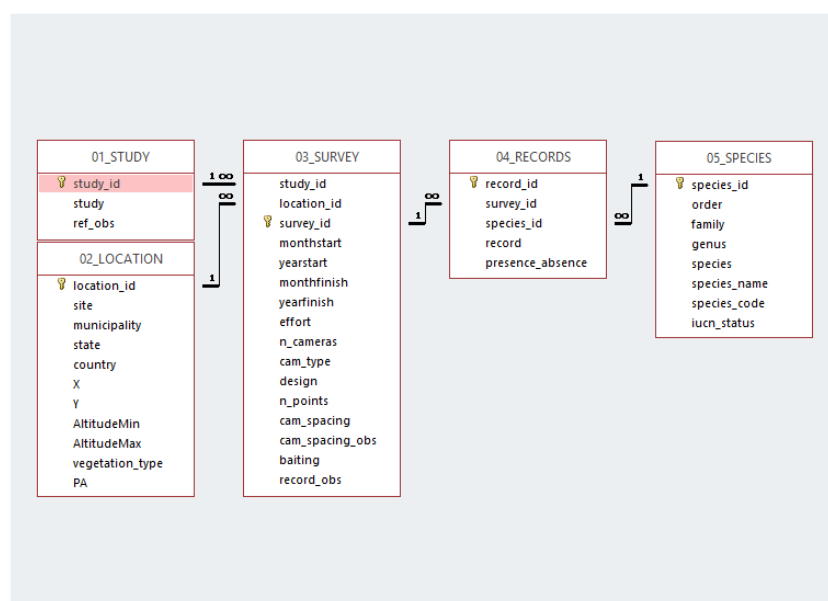 01_STUDY
study_id
study
ref_obs
02_LOCATION
location_id
site
municipality
state
country
X
Y
AltitudeMin
AltitudeMax
vegetation_type
PA
1 ∞
∞
1
03_SURVEY
study_id
location_id
survey_id
monthstart
yearstart
monthfinish
yearfinish
effort
n_cameras
cam_type
design
n_points
cam_spacing
cam_spacing_obs
baiting
record_obs
∞
1
04_RECORDS
record_id
survey_id
species_id
record
presence_absence
1
∞
05_SPECIES
species_id
order
family
genus
species
species_name
species_code
iucn_status